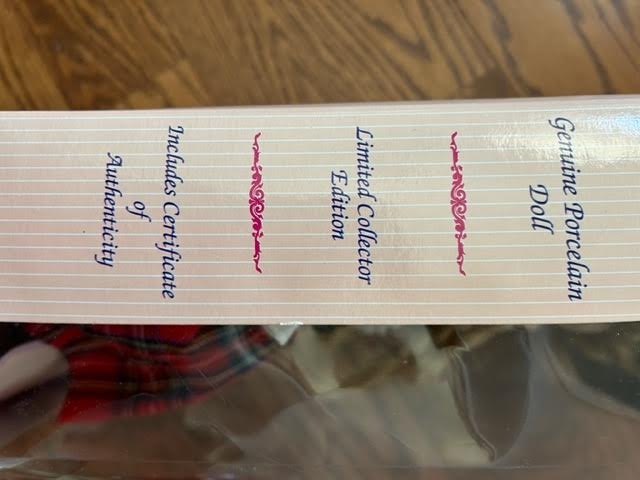 Genuine Porcelain
Doll
Limited Collector
Edition
Includes Certificate
of
Authenticity